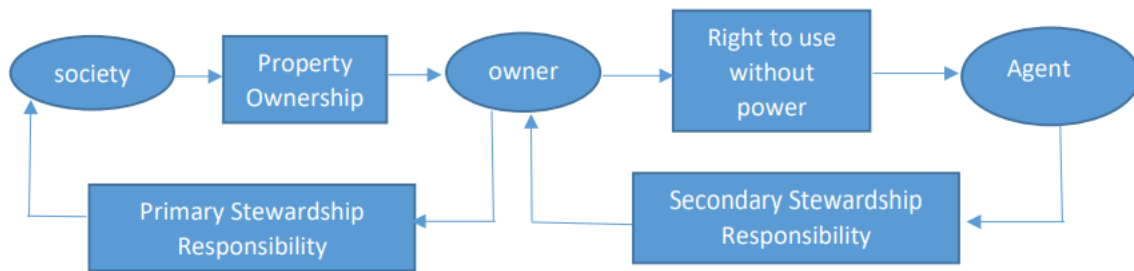 society
Property
Ownership
owner
Right to use
without
power
Agent
Primary Stewardship
Responsibility
Secondary Stewardship
Responsibility